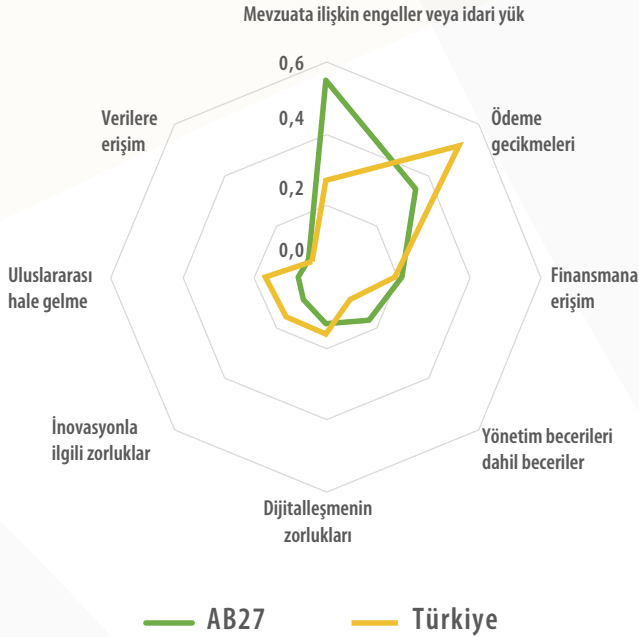 Mevzuata ilişkin engeller veya idari yük
0,6
0,4
0,2
0,0
Ödeme
gecikmeleri
Finansmana
erişim
Yönetim becerileri
dahil beceriler
Dijitalleşmenin
zorlukları
İnovasyonla
ilgili zorluklar
Uluslararası
hale gelme
Verilere
erişim
AB27
Türkiye